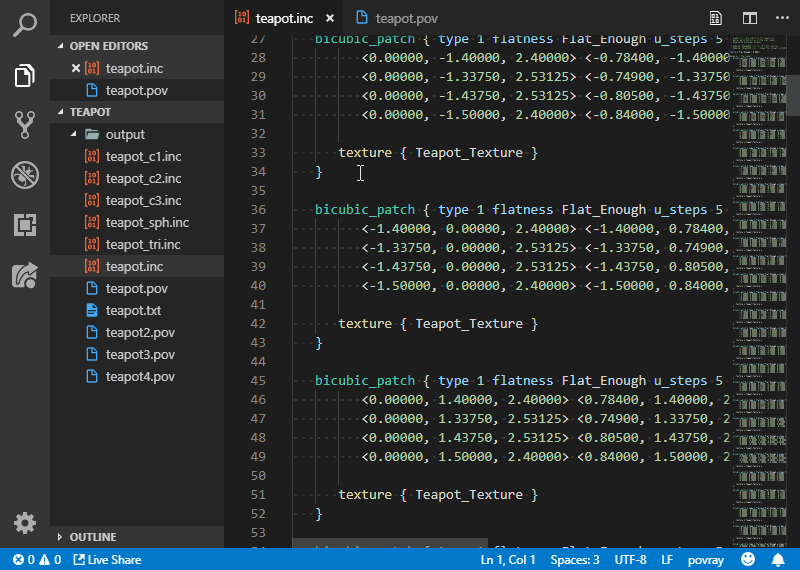 EXPLORER
OPEN EDITORS
teapot.inc
teapot.pov
TEAPOT
output
teapot_c1.inc
teapot_c2.inc
teapot_c3.inc
teapot_sph.inc
teapot_tri.inc
teapot.inc
teapot.pov
teapot.txt
teapot2.pov
teapot3.pov
teapot4.pov
OUTLINE
teapot.inc teapot.pov
27 bicubic_patch { type 1 flatness Flat_Enough u_steps 5
28 <0.00000, -1.40000, 2.40000> <-0.78400, -1.40000
29 <0.00000, -1.33750, 2.53125> <-0.74900, -1.33750
30 <0.00000, -1.43750, 2.53125> <-0.80500, -1.43750
31 <0.00000, -1.50000, 2.40000> <-0.84000, -1.50000
32
33 texture { Teapot_Texture }
34 }
35
36 bicubic_patch { type 1 flatness Flat_Enough u_steps 5
37 <-1.40000, 0.00000, 2.40000> <-1.40000, 0.78400,
38 <-1.33750, 0.00000, 2.53125> <-1.33750, 0.74900,
39 <-1.43750, 0.00000, 2.53125> <-1.43750, 0.80500,
40 <-1.50000, 0.00000, 2.40000> <-1.50000, 0.84000,
41
42 texture { Teapot_Texture }
43 }
44
45 bicubic_patch { type 1 flatness Flat_Enough u_steps 5
46 <0.00000, 1.40000, 2.40000> <0.78400, 1.40000, 2
47 <0.00000, 1.33750, 2.53125> <0.74900, 1.33750, 2
48 <0.00000, 1.43750, 2.53125> <0.80500, 1.43750, 2
49 <0.00000, 1.50000, 2.40000> <0.84000, 1.50000, 2
50
51 texture { Teapot_Texture }
52 }
53
0 0 Live Share Ln 1, Col 1 Spaces: 3 UTF-8 LF povray